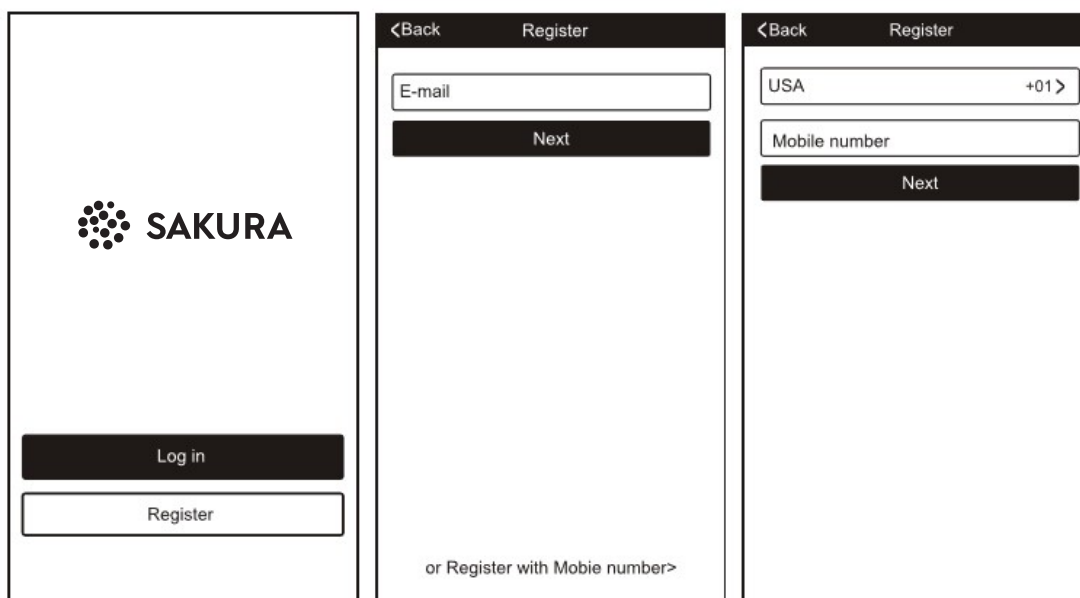 SAKURA
Log in
Register
<Back Register
E-mail
Next
or Register with Mobie number>
<Back Register
USA +01>
Mobile number
Next